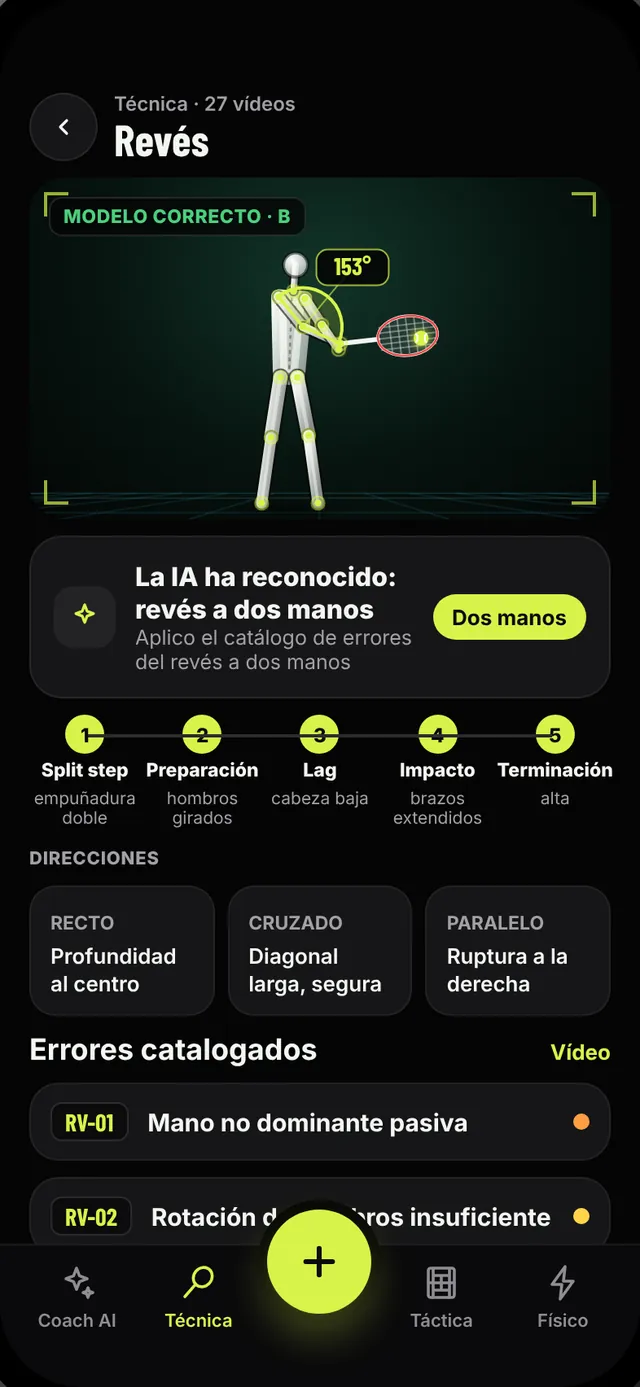 Técnica · 27 vídeos
Revés
MODELO CORRECTO · B
153°
La IA ha reconocido:
revés a dos manos
Aplico el catálogo de errores
del revés a dos manos
Dos manos
1 2 3 4 5
Split step Preparación Lag Impacto Terminación
empuñadura hombros cabeza baja brazos alta
doble girados extendidos
DIRECCIONES
RECTO CRUZADO PARALELO
Profundidad Diagonal Ruptura a la
al centro larga, segura derecha
Errores catalogados Vídeo
RV-01 Mano no dominante pasiva
RV-02 Rotación d bros insuficiente
Coach AI Técnica Táctica Físico